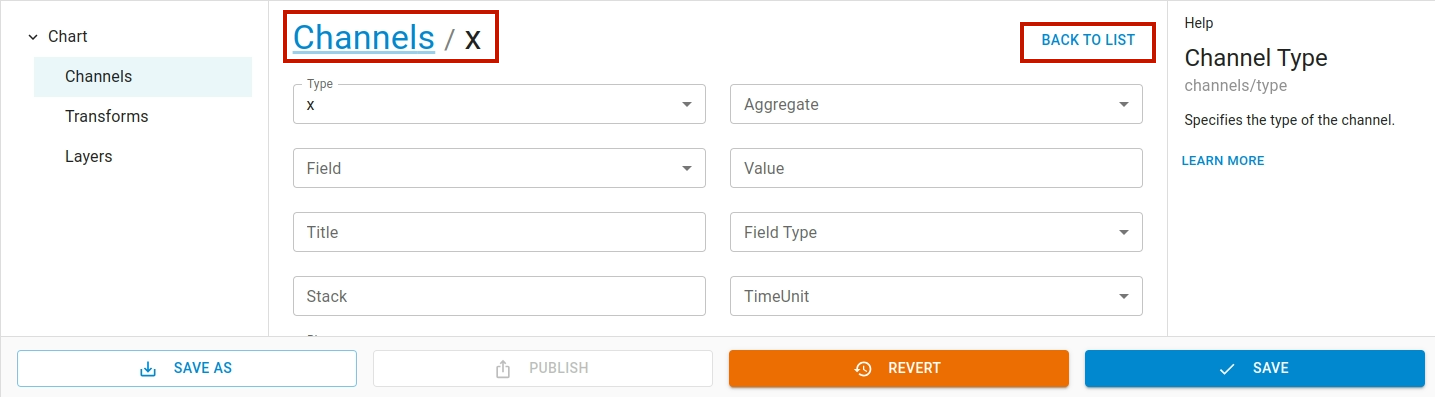 Chart
Channels
Transforms
Layers
Channels / x
BACK TO LIST
Type
x
Aggregate
Field
Value
Title
Field Type
Stack
TimeUnit
Help
Channel Type
channels/type
Specifies the type of the channel.
LEARN MORE
SAVE AS
PUBLISH
REVERT
SAVE